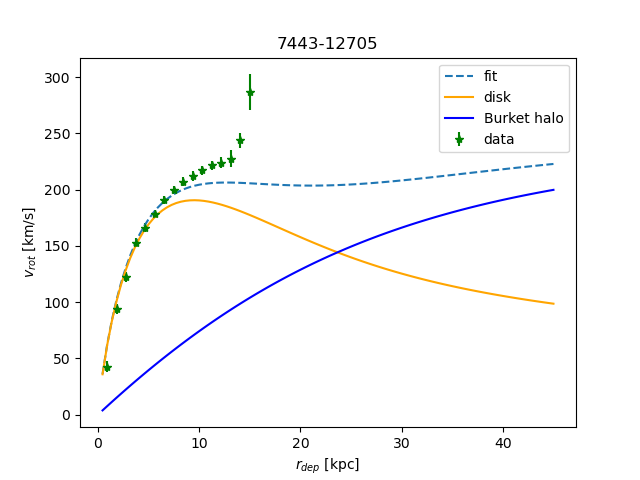 7443-12705
300
250
200
150
100
50
0
v_rot [km/s]
fit
disk
Burket halo
data
0 10 20 30 40
r_dep [kpc]